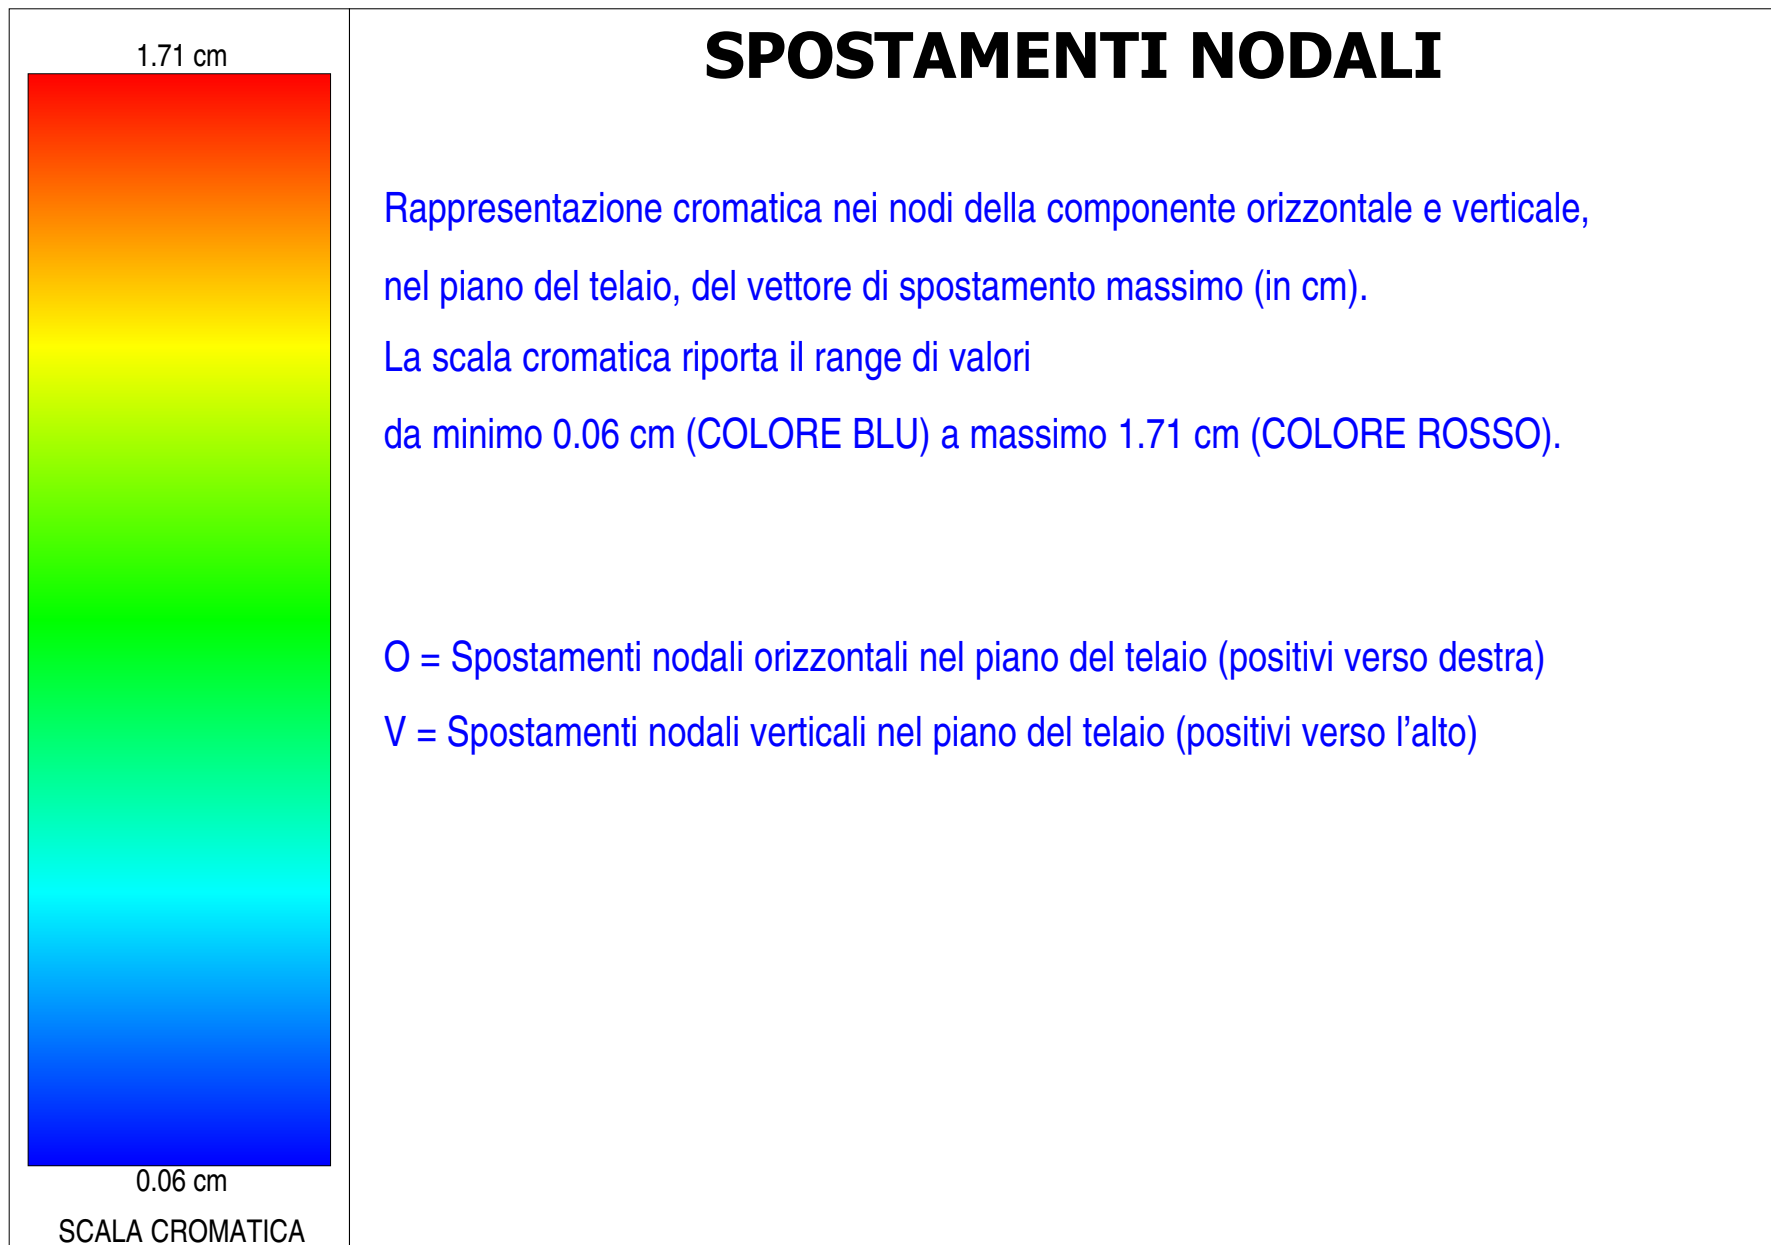 1.71 cm
0.06 cm
SCALA CROMATICA
SPOSTAMENTI NODALI
Rappresentazione cromatica nei nodi della componente orizzontale e verticale,
nel piano del telaio, del vettore di spostamento massimo (in cm).
La scala cromatica riporta il range di valori
da minimo 0.06 cm (COLORE BLU) a massimo 1.71 cm (COLORE ROSSO).
O = Spostamenti nodali orizzontali nel piano del telaio (positivi verso destra)
V = Spostamenti nodali verticali nel piano del telaio (positivi verso l'alto)